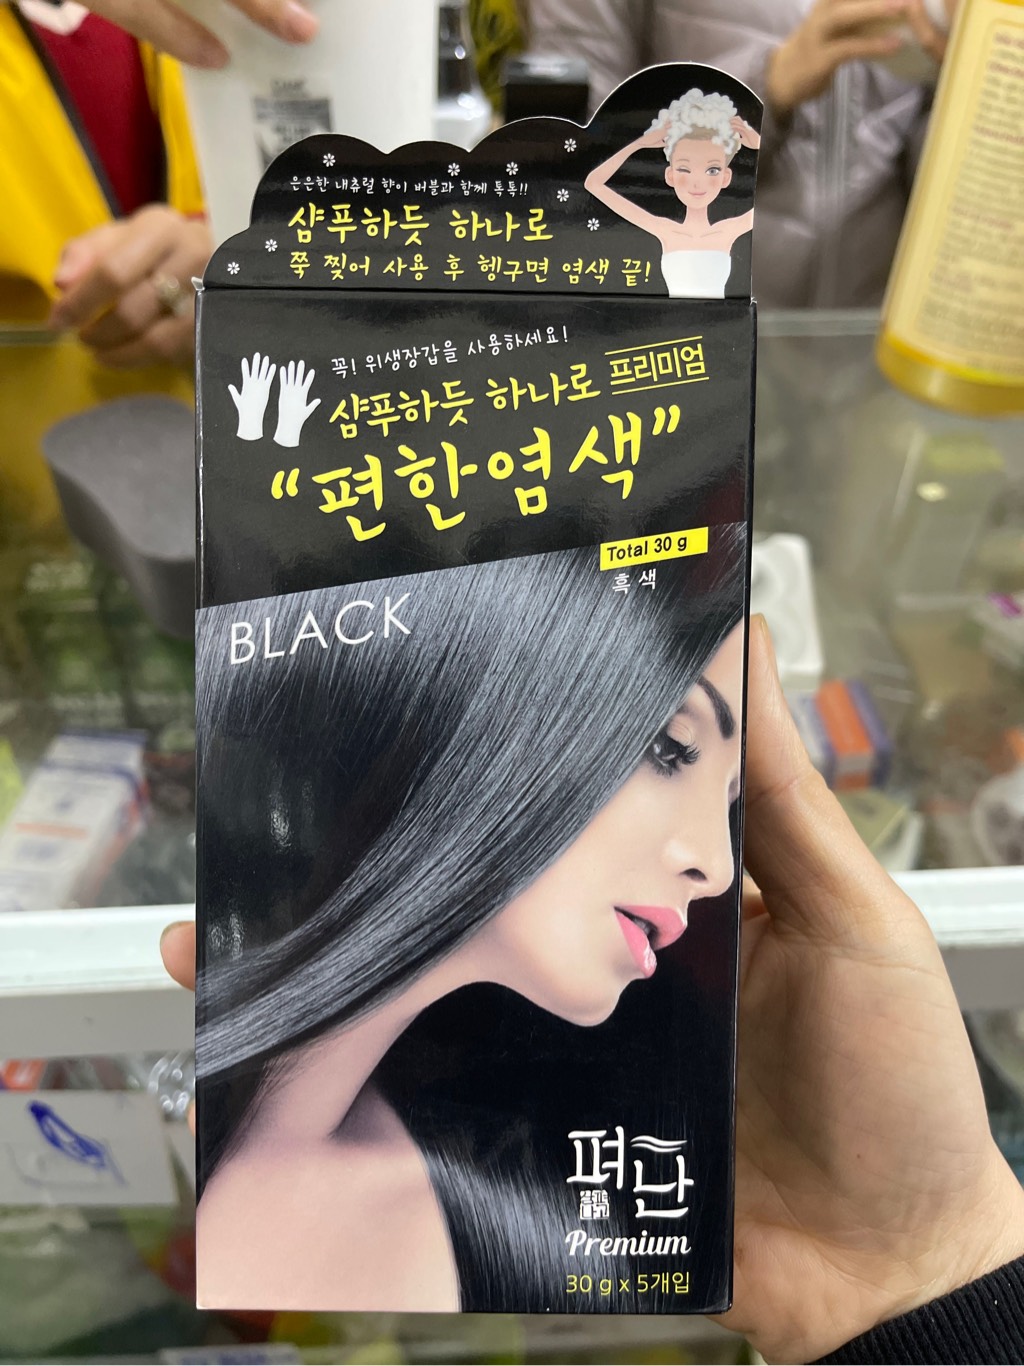 은은한 내츄럴 향이 버블과 함께 톡톡!!
샴푸하듯 하나로
쭉 찢어 사용 후 헹구면 염색 끝!
꼭! 위생장갑을 사용하세요!
샴푸하듯 하나로 프리미엄
“편한염색”
Total 30 g
흑색
BLACK
펴난
Premium
30 g x 5개입